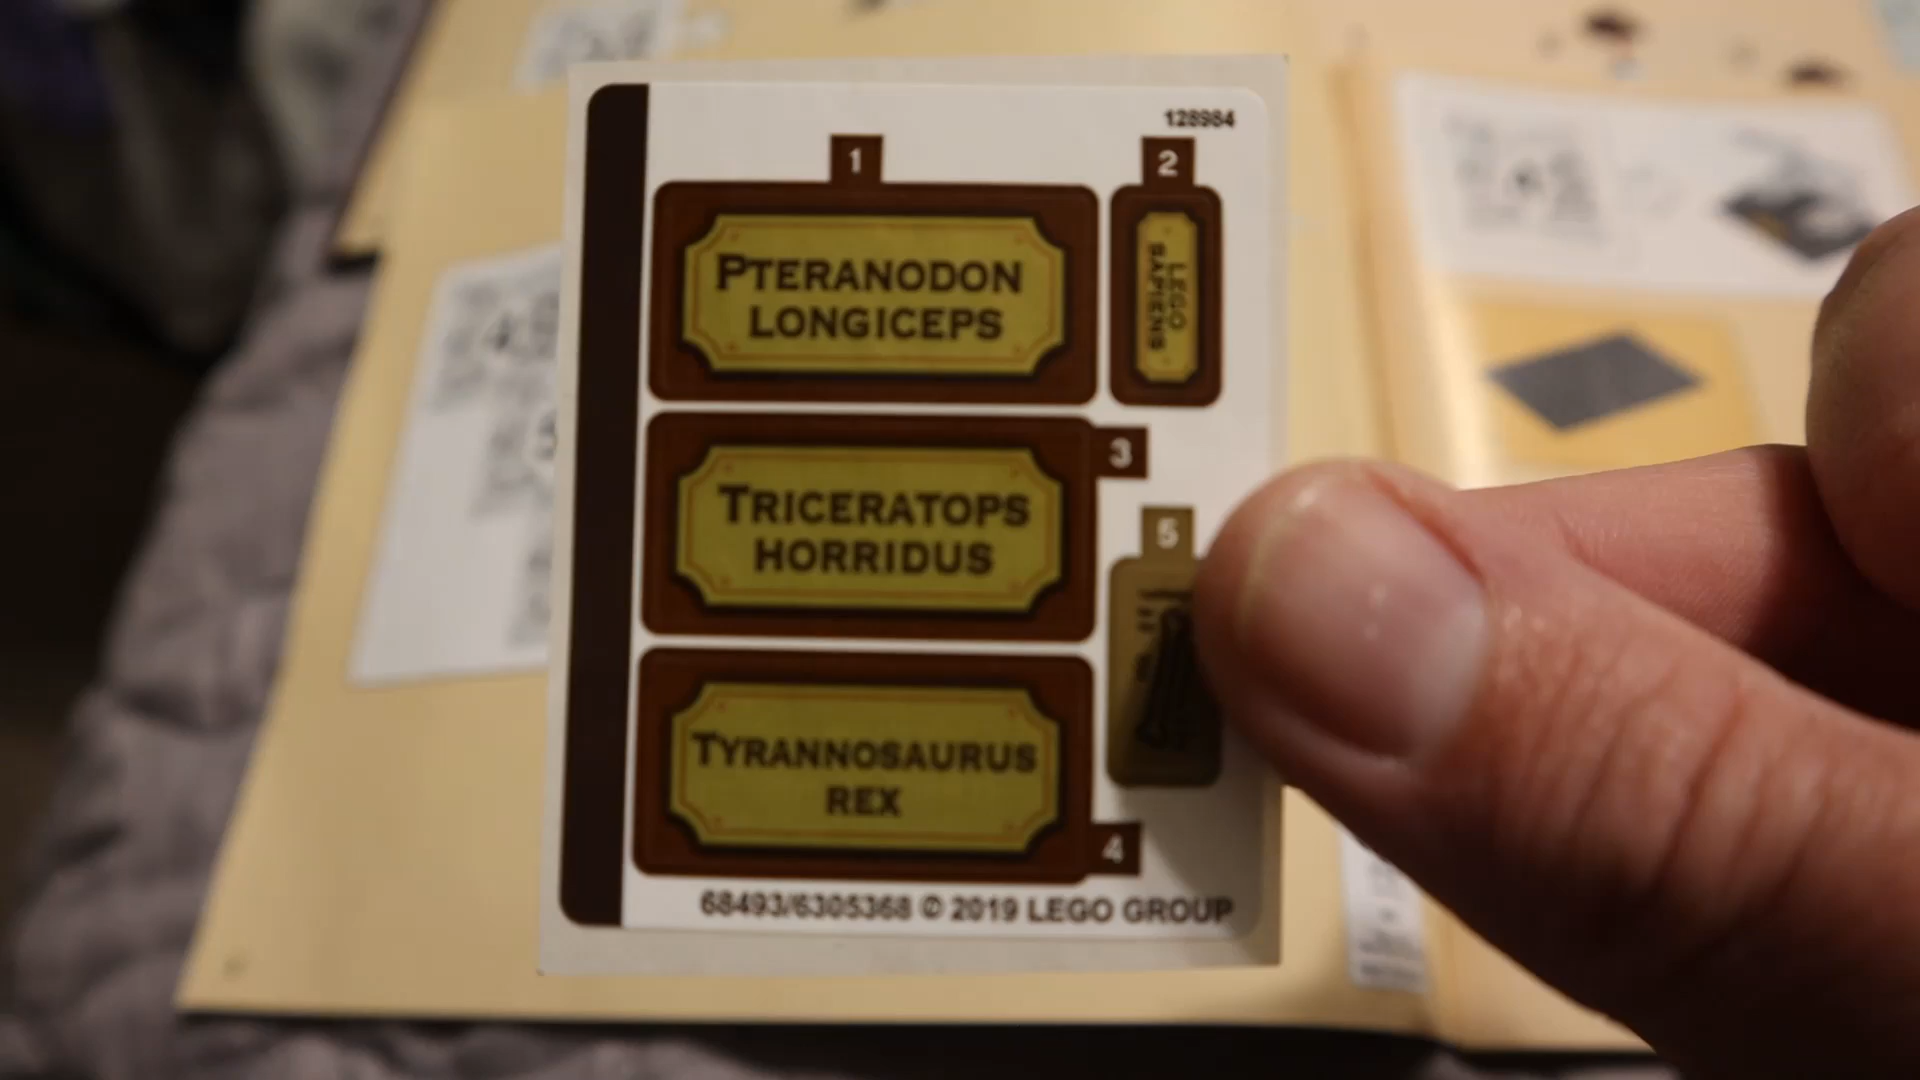 128984
1
2
PTERANODON
LONGICEPS
LEGO
SAPIENS
3
TRICERATOPS
HORRIDUS
5
TYRANNOSAURUS
REX
4
68493/6305368 © 2019 LEGO GROUP